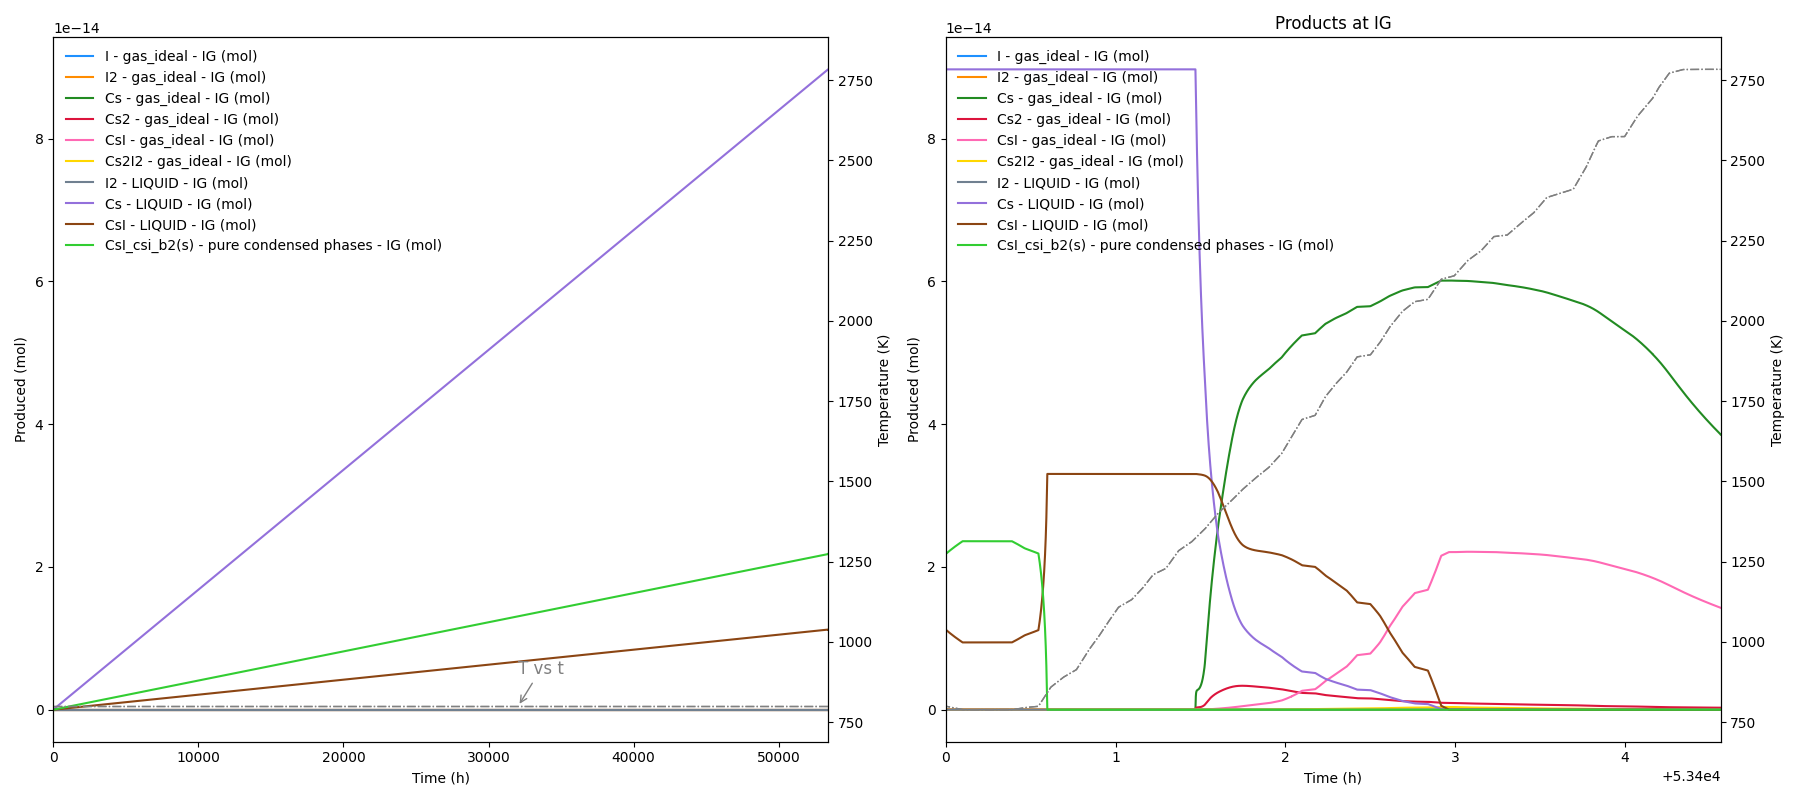 1e−14
I - gas_ideal - IG (mol)
I2 - gas_ideal - IG (mol)
Cs - gas_ideal - IG (mol)
Cs2 - gas_ideal - IG (mol)
CsI - gas_ideal - IG (mol)
Cs2I2 - gas_ideal - IG (mol)
I2 - LIQUID - IG (mol)
Cs - LIQUID - IG (mol)
CsI - LIQUID - IG (mol)
CsI_csi_b2(s) - pure condensed phases - IG (mol)
8
6
4
2
0
Produced (mol)
T vs t
0
10000
20000
30000
40000
50000
Time (h)
2750
2500
2250
2000
1750
1500
1250
1000
750
Temperature (K)
Products at IG
1e−14
I - gas_ideal - IG (mol)
I2 - gas_ideal - IG (mol)
Cs - gas_ideal - IG (mol)
Cs2 - gas_ideal - IG (mol)
CsI - gas_ideal - IG (mol)
Cs2I2 - gas_ideal - IG (mol)
I2 - LIQUID - IG (mol)
Cs - LIQUID - IG (mol)
CsI - LIQUID - IG (mol)
CsI_csi_b2(s) - pure condensed phases - IG (mol)
8
6
4
2
0
Produced (mol)
0
1
2
3
4
Time (h)
+5.34e4
2750
2500
2250
2000
1750
1500
1250
1000
750
Temperature (K)